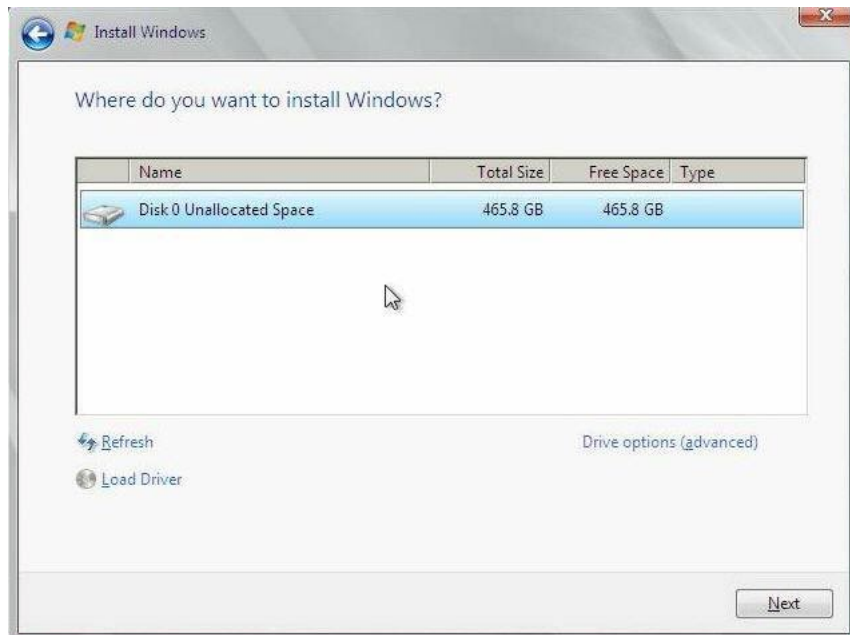 Install Windows
Where do you want to install Windows?
Name Total Size Free Space Type
Disk 0 Unallocated Space 465.8 GB 465.8 GB
Refresh Drive options (advanced)
Load Driver
Next